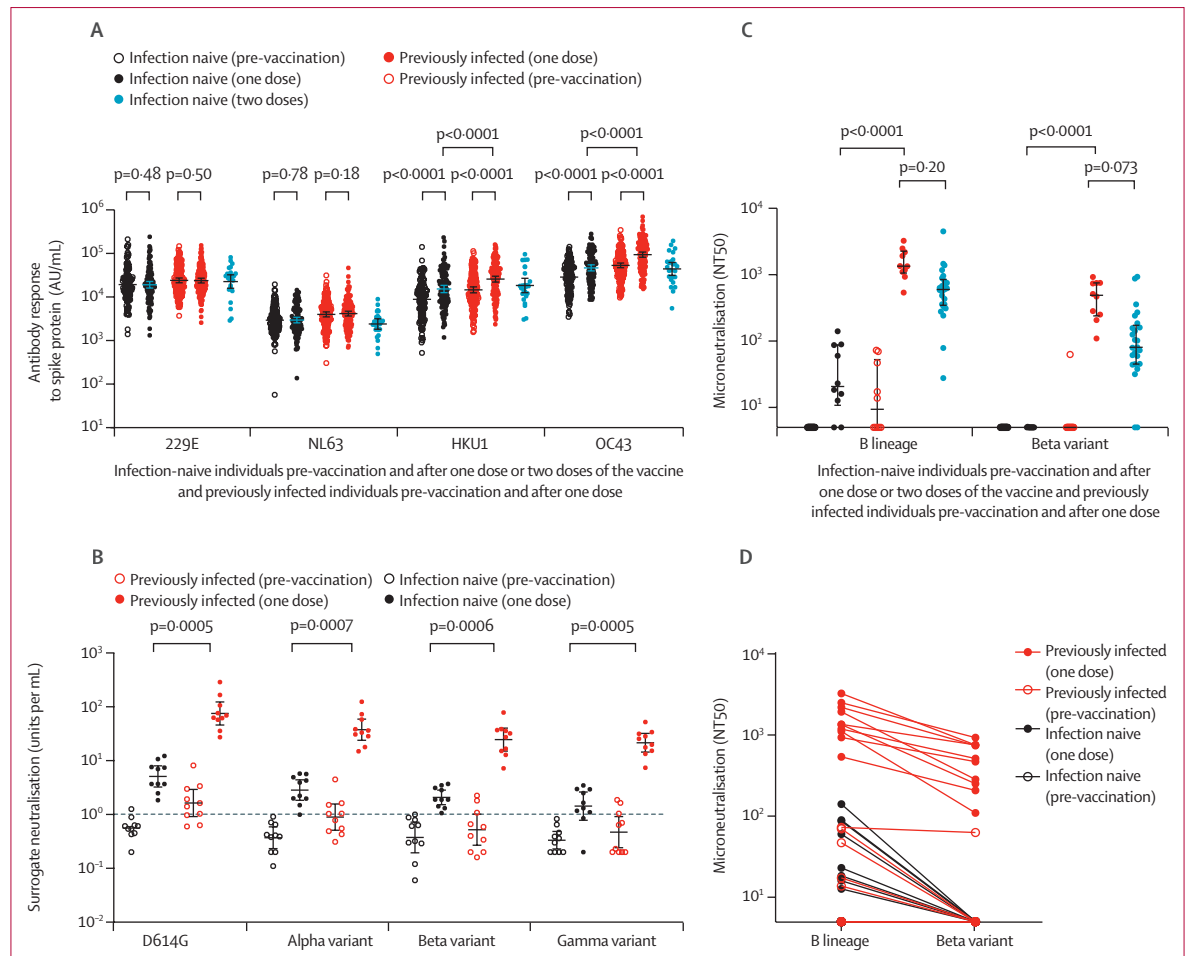 A
Infection naive (pre-vaccination)
Infection naive (one dose)
Infection naive (two doses)
Previously infected (one dose)
Previously infected (pre-vaccination)
p<0·0001
p<0·0001
p=0·48
p=0·50
p=0·78
p=0·18
p<0·0001
p<0·0001
p<0·0001
p<0·0001
Antibody response
to spike protein (AU/mL)
10⁶
10⁵
10⁴
10³
10²
10¹
229E
NL63
HKU1
OC43
Infection-naive individuals pre-vaccination and after one dose or two doses of the vaccine
and previously infected individuals pre-vaccination and after one dose
B
Previously infected (pre-vaccination)
Previously infected (one dose)
Infection naive (pre-vaccination)
Infection naive (one dose)
p=0·0005
p=0·0007
p=0·0006
p=0·0005
Surrogate neutralisation (units per mL)
10³
10²
10¹
10⁰
10⁻¹
10⁻²
D614G
Alpha variant
Beta variant
Gamma variant
C
p<0·0001
p<0·0001
p=0·20
p=0·073
Microneutralisation (NT50)
10⁴
10³
10²
10¹
B lineage
Beta variant
Infection-naive individuals pre-vaccination and after
one dose or two doses of the vaccine and previously
infected individuals pre-vaccination and after one dose
D
Microneutralisation (NT50)
10⁴
10³
10²
10¹
B lineage
Beta variant
Previously infected
(one dose)
Previously infected
(pre-vaccination)
Infection naive
(one dose)
Infection naive
(pre-vaccination)